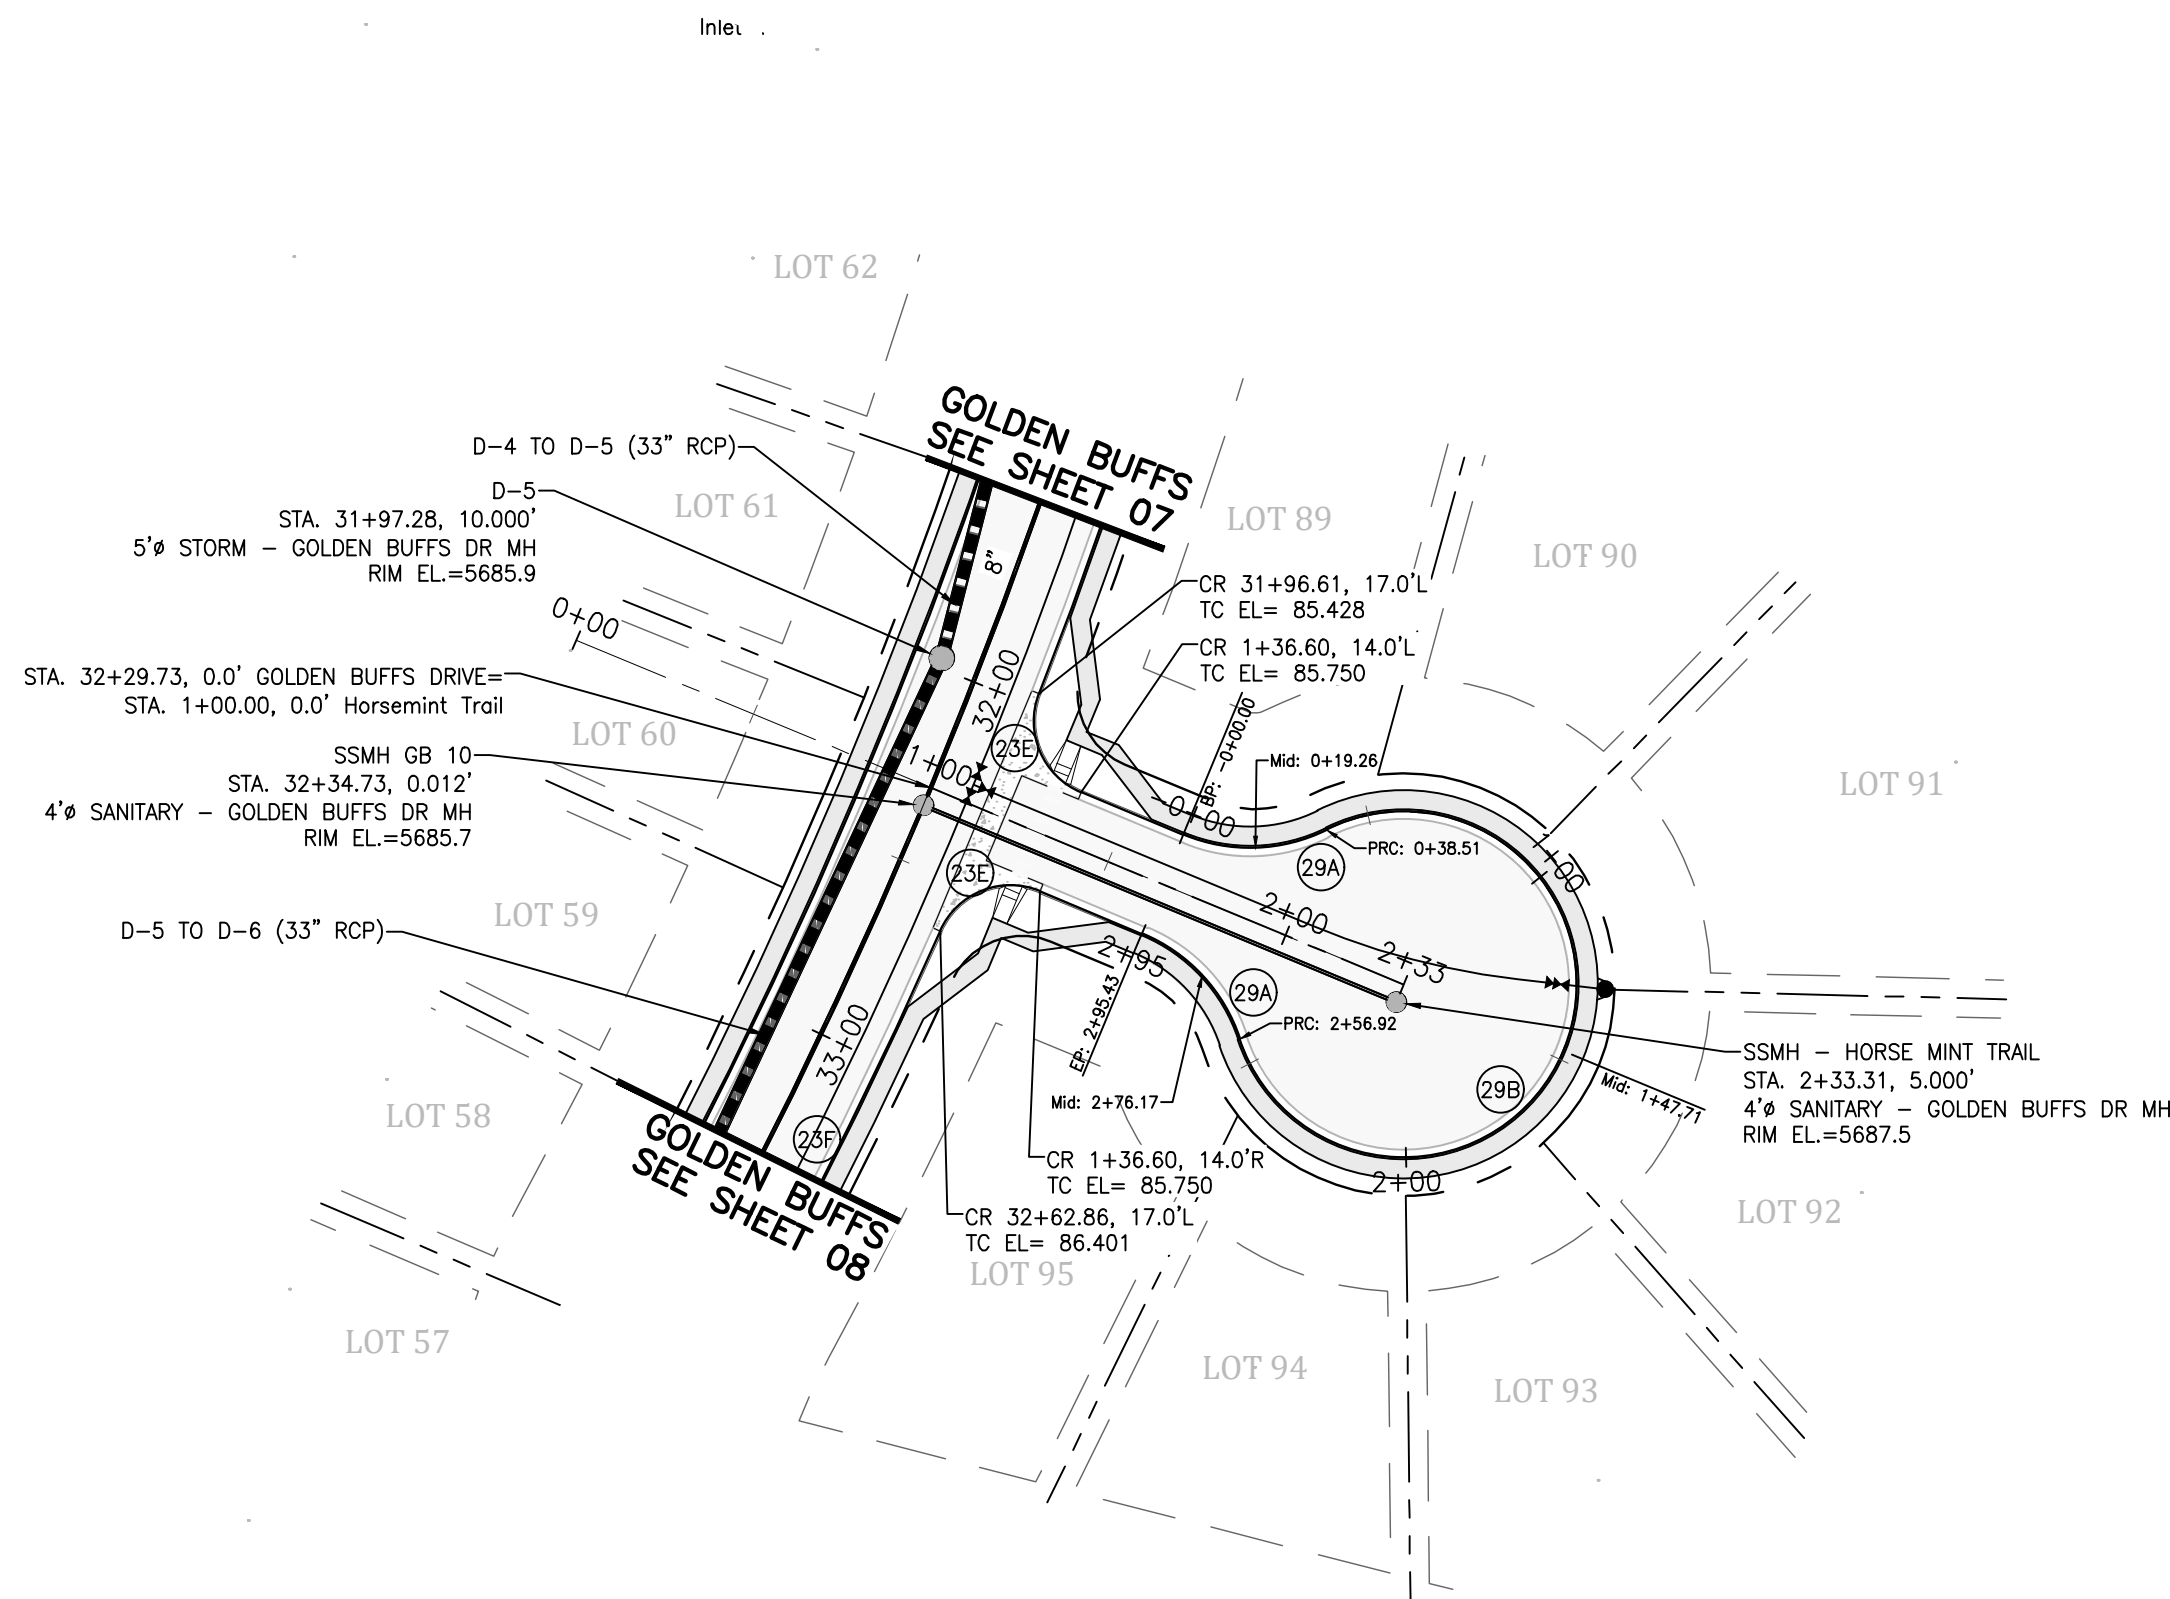 Inlet
LOT 62
GOLDEN BUFFS
SEE SHEET 07
D-4 TO D-5 (33" RCP)
D-5
STA. 31+97.28, 10.000'
5'ø STORM - GOLDEN BUFFS DR MH
RIM EL.=5685.9
LOT 61
LOT 89
LOT 90
8"
CR 31+96.61, 17.0'L
TC EL= 85.428
CR 1+36.60, 14.0'L
TC EL= 85.750
0+00
STA. 32+29.73, 0.0' GOLDEN BUFFS DRIVE=
STA. 1+00.00, 0.0' Horsemint Trail
32+00
LOT 60
23E
BP: -0+00.00
Mid: 0+19.26
LOT 91
SSMH GB 10
STA. 32+34.73, 0.012'
4'ø SANITARY - GOLDEN BUFFS DR MH
RIM EL.=5685.7
1+00
-0+00
PRC: 0+38.51
29A
23E
+00
LOT 59
2+00
D-5 TO D-6 (33" RCP)
2+95
2+33
29A
EP: 2+95.43
PRC: 2+56.92
33+00
SSMH - HORSE MINT TRAIL
STA. 2+33.31, 5.000'
4'ø SANITARY - GOLDEN BUFFS DR MH
RIM EL.=5687.5
29B
Mid: 1+47.71
Mid: 2+76.17
LOT 58
23F
GOLDEN BUFFS
SEE SHEET 08
CR 1+36.60, 14.0'R
TC EL= 85.750
2+00
CR 32+62.86, 17.0'L
TC EL= 86.401
LOT 92
LOT 95
LOT 57
LOT 94
LOT 93